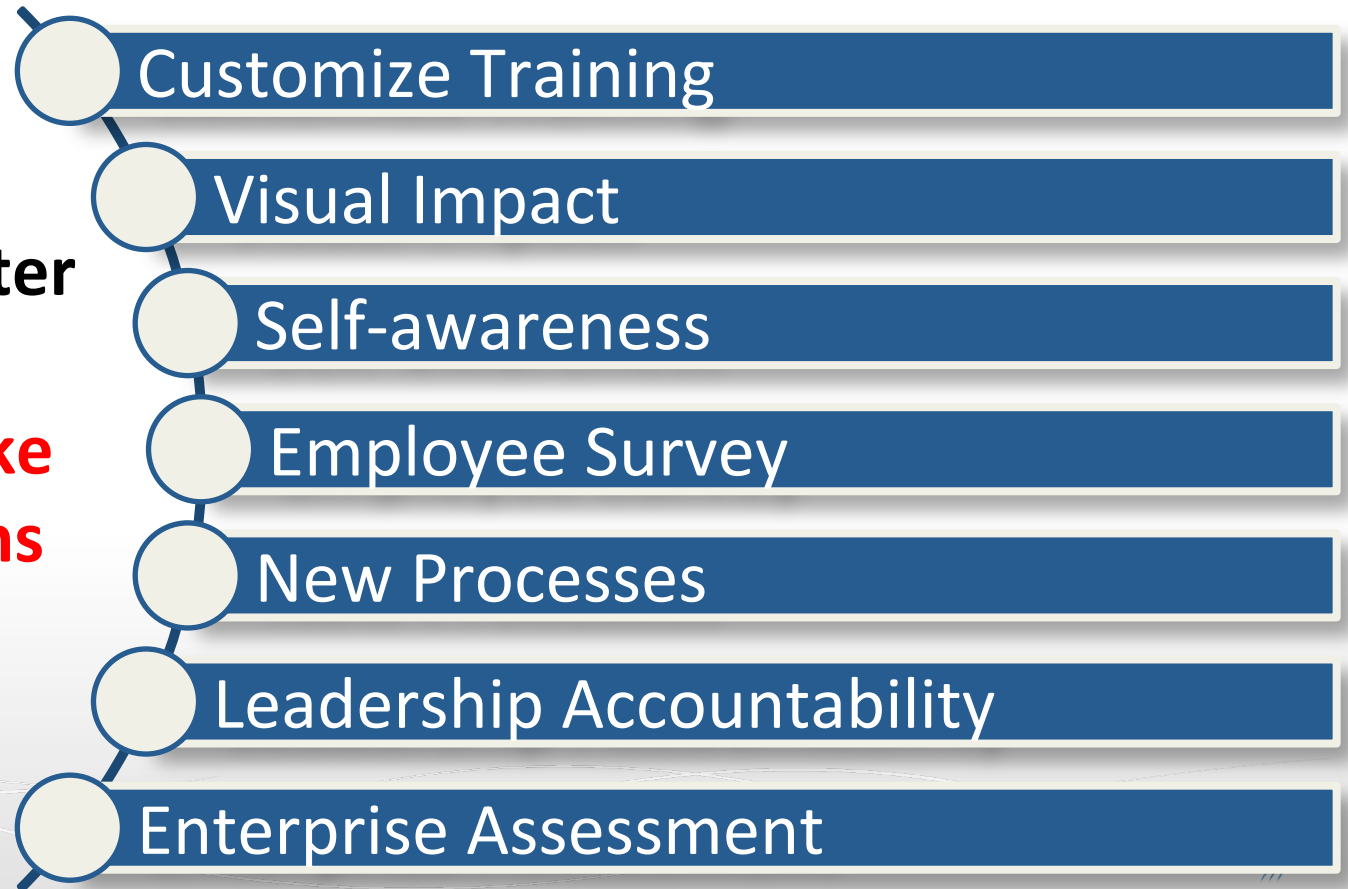 Customize Training
Visual Impact
ter
Self-awareness
ke
Employee Survey
ns
New Processes
Leadership Accountability
Enterprise Assessment